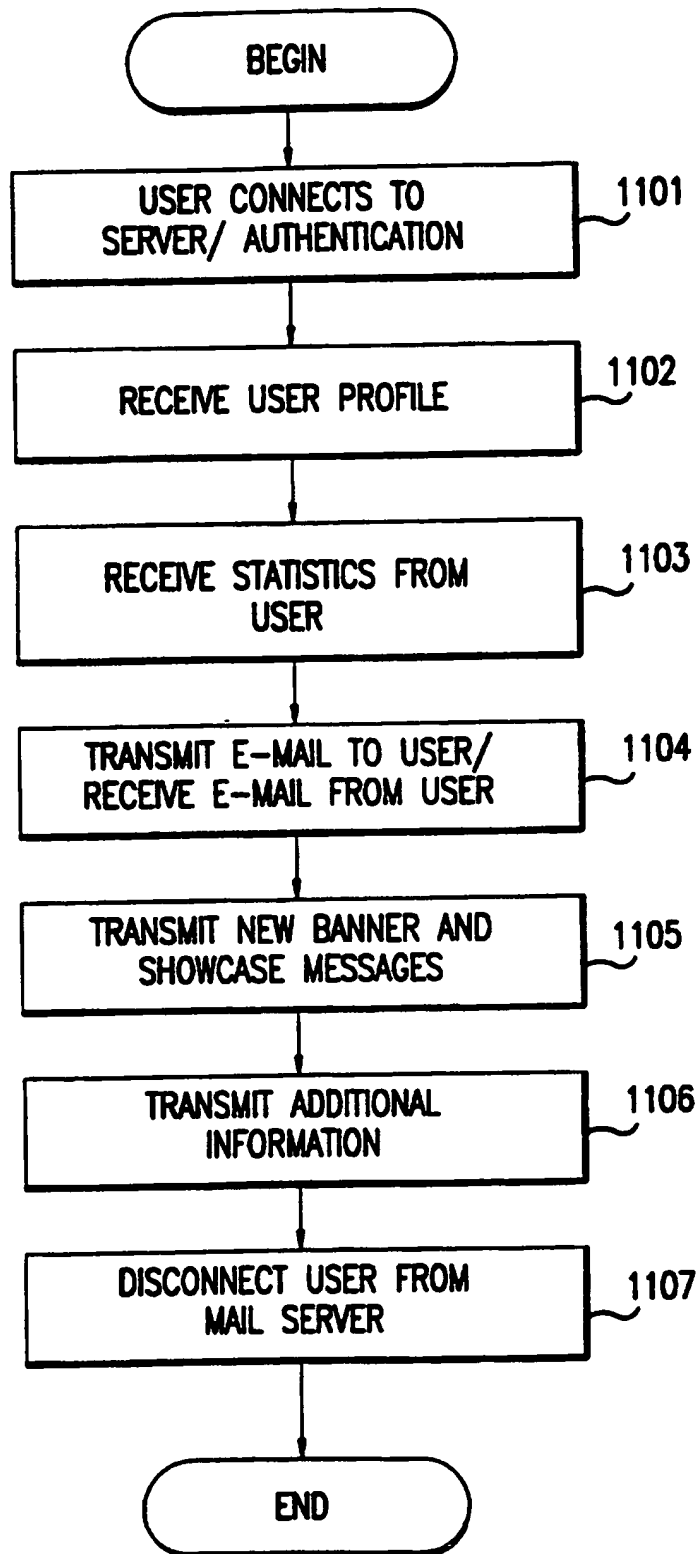 BEGIN
USER CONNECTS TO
SERVER/ AUTHENTICATION
1101
RECEIVE USER PROFILE
1102
RECEIVE STATISTICS FROM
USER
1103
TRANSMIT E-MAIL TO USER/
RECEIVE E-MAIL FROM USER
1104
TRANSMIT NEW BANNER AND
SHOWCASE MESSAGES
1105
TRANSMIT ADDITIONAL
INFORMATION
1106
DISCONNECT USER FROM
MAIL SERVER
1107
END